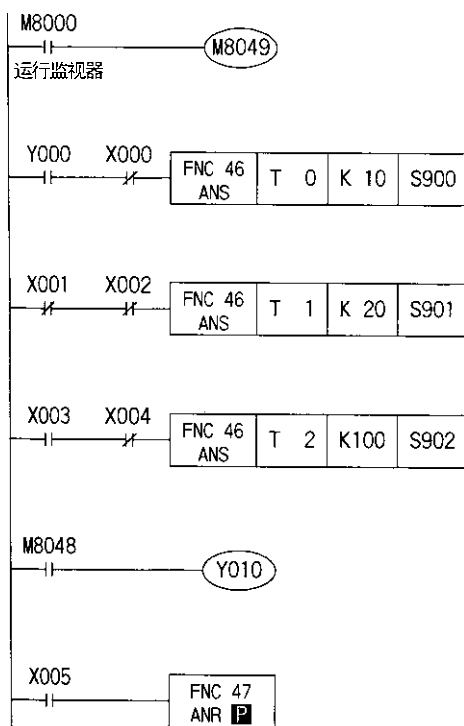 M8000
M8049
运行监视器
Y000 X000
FNC 46 ANS T 0 K 10 S900
X001 X002
FNC 46 ANS T 1 K 20 S901
X003 X004
FNC 46 ANS T 2 K100 S902
M8048
Y010
X005
FNC 47
ANR P